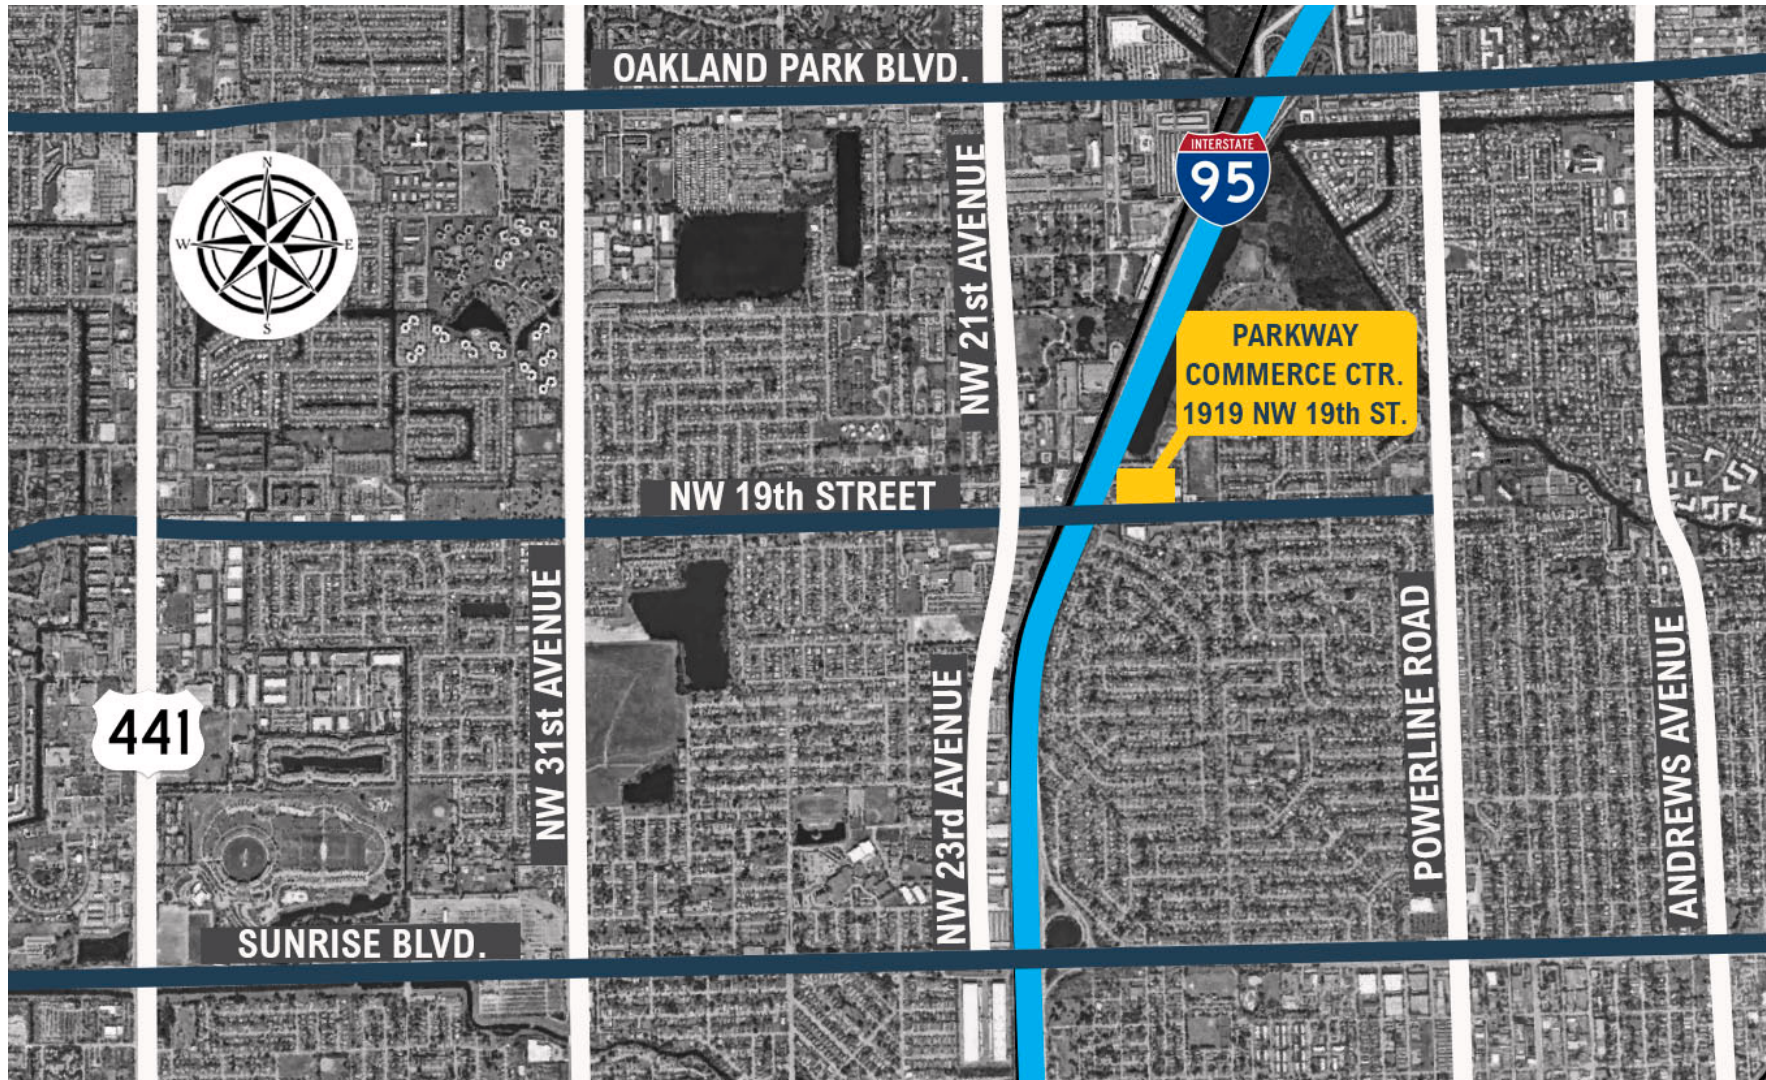 OAKLAND PARK BLVD.
INTERSTATE
95
N
W
E
S
NW 21st AVENUE
PARKWAY
COMMERCE CTR.
1919 NW 19th ST.
NW 19th STREET
441
NW 31st AVENUE
NW 23rd AVENUE
POWERLINE ROAD
ANDREWS AVENUE
SUNRISE BLVD.